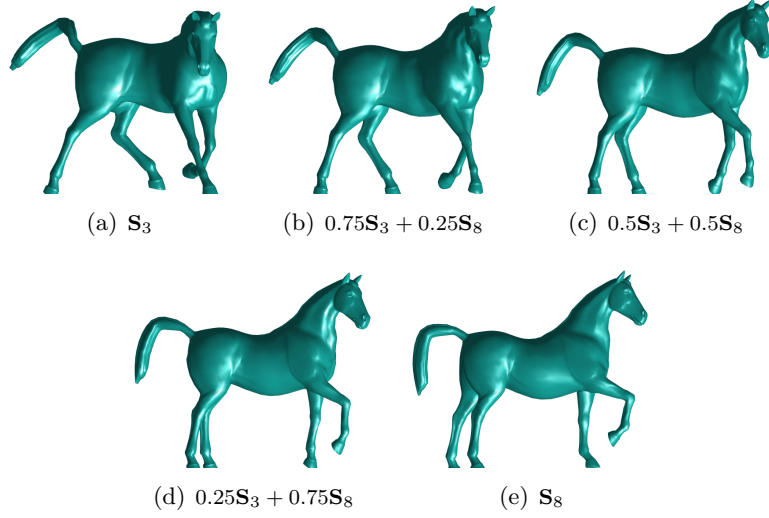 (a) S₃
(b) 0.75S₃ + 0.25S₈
(c) 0.5S₃ + 0.5S₈
(d) 0.25S₃ + 0.75S₈
(e) S₈